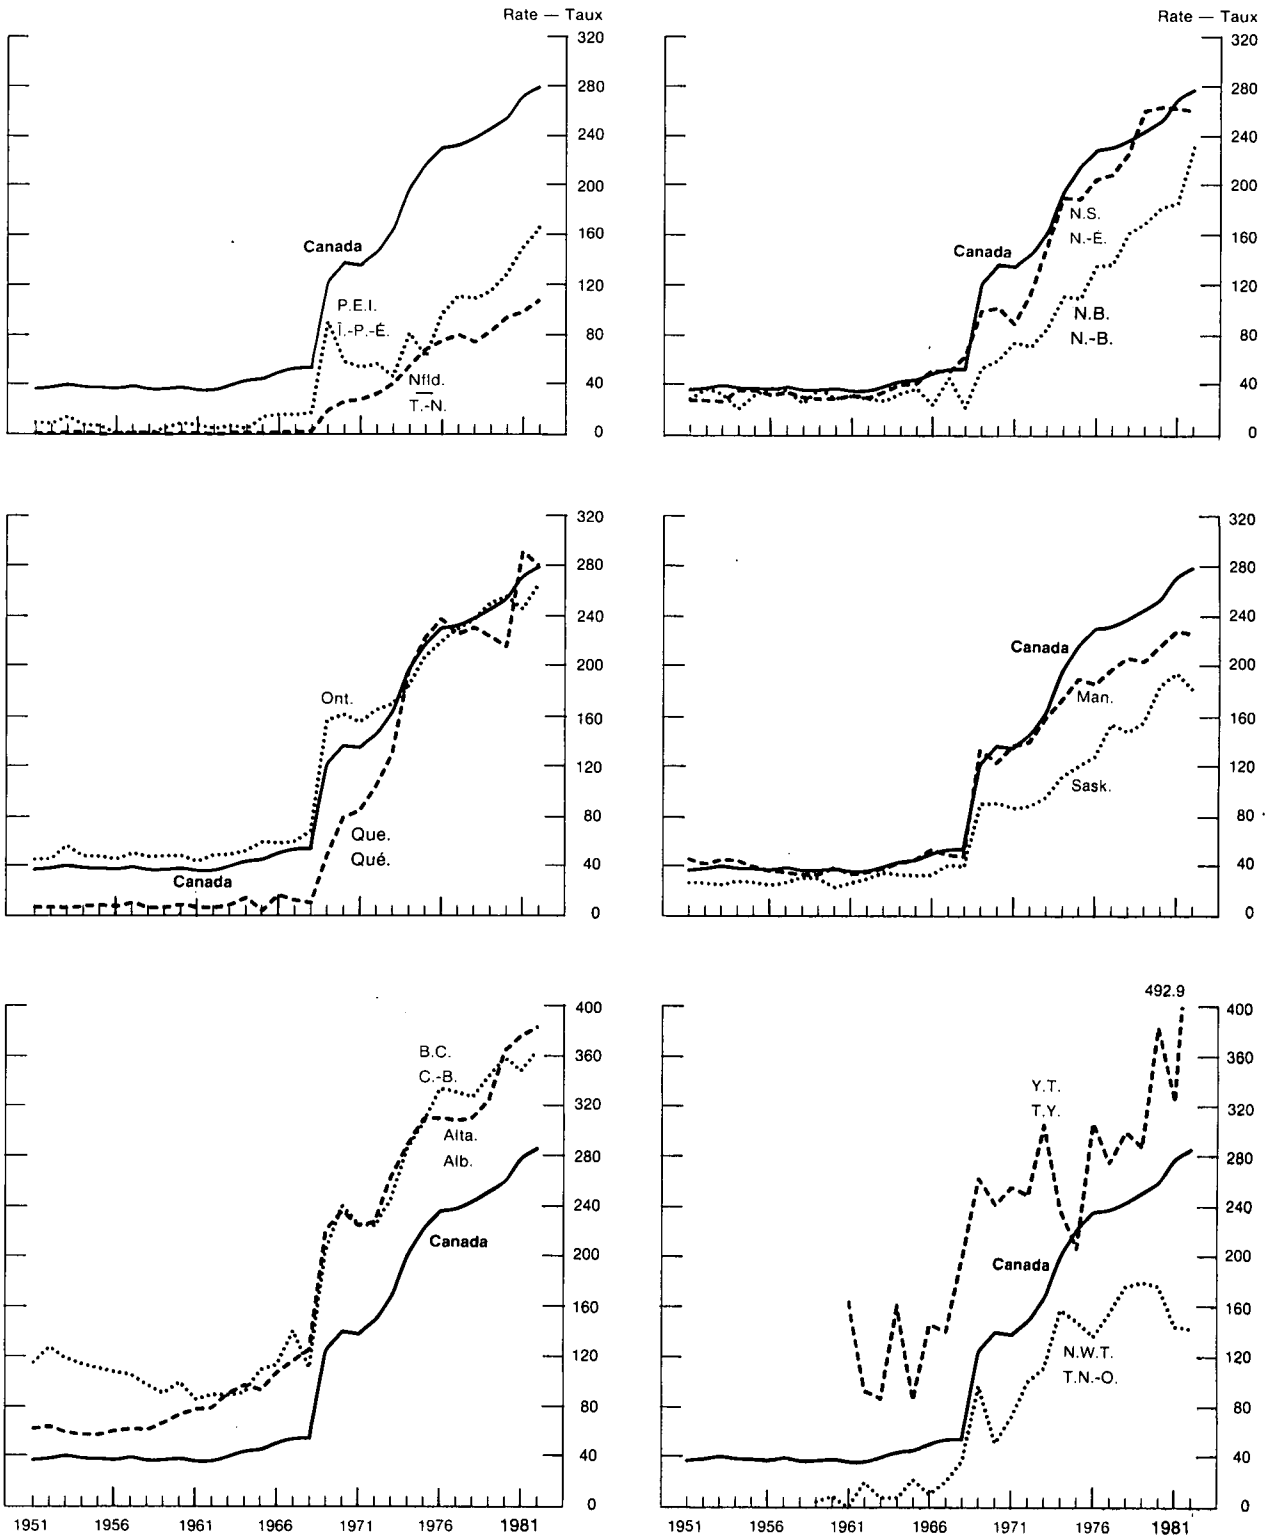 Rate — Taux
320
280
240
200
160
120
80
40
0
Canada
P.E.I.
Î.-P.-É.
Nfld.
T.-N.
Rate — Taux
320
280
240
200
160
120
80
40
0
Canada
N.S.
N.-É.
N.B.
N.-B.
320
280
240
200
160
120
80
40
0
Ont.
Que.
Qué.
Canada
320
280
240
200
160
120
80
40
0
Canada
Man.
Sask.
400
360
320
280
240
200
160
120
80
40
0
B.C.
C.-B.
Alta.
Alb.
Canada
1951 1956 1961 1966 1971 1976 1981
492.9
400
360
320
280
240
200
160
120
80
40
0
Y.T.
T.Y.
Canada
N.W.T.
T.N.-O.
1951 1956 1961 1966 1971 1976 1981